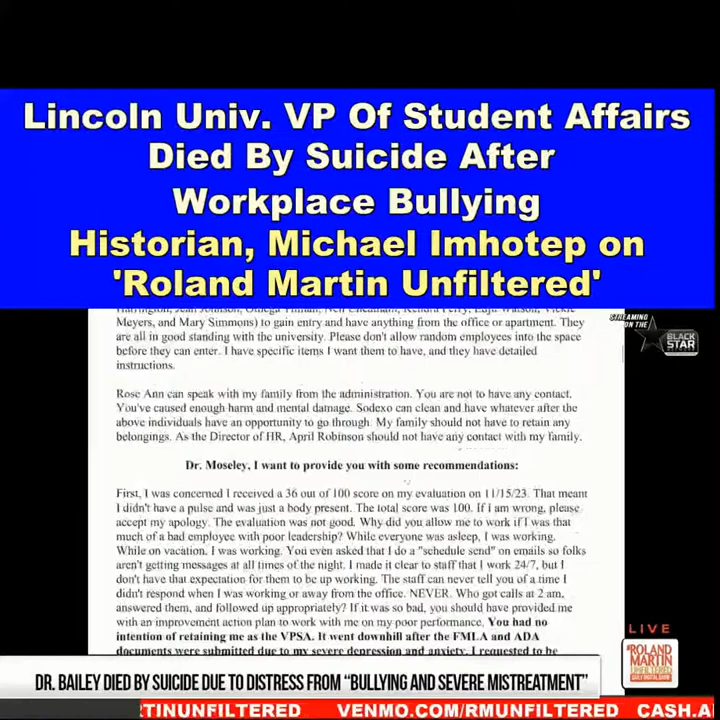 Lincoln Univ. VP Of Student Affairs
Died By Suicide After
Workplace Bullying
Historian, Michael Imhotep on
'Roland Martin Unfiltered'
STREAMING
ON THE
BLACK
STAR
Meyers, and Mary Simmons) to gain entry and have anything from the office or apartment. They
are all in good standing with the university. Please don't allow random employees into the space
before they can enter. I have specific items I want them to have, and they have detailed
instructions.
Rose Ann can speak with my family from the administration. You are not to have any contact.
You've caused enough harm and mental damage. Sodexo can clean and have whatever after the
above individuals have an opportunity to go through. My family should not have to retain any
belongings. As the Director of HR, April Robinson should not have any contact with my family.
Dr. Moseley, I want to provide you with some recommendations:
First, I was concerned I received a 36 out of 100 score on my evaluation on 11/15/23. That meant
I didn't have a pulse and was just a body present. The total score was 100. If I am wrong, please
accept my apology. The evaluation was not good. Why did you allow me to work if I was that
much of a bad employee with poor leadership? While everyone was asleep, I was working.
While on vacation, I was working. You even asked that I do a "schedule send" on emails so folks
aren't getting messages at all times of the night. I made it clear to staff that I work 24/7, but I
don't have that expectation for them to be up working. The staff can never tell you of a time I
didn't respond when I was working or away from the office. NEVER. Who got calls at 2 am,
answered them, and followed up appropriately? If it was so bad, you should have provided me
with an improvement action plan to work with me on my poor performance. You had no
intention of retaining me as the VPSA. It went downhill after the FMLA and ADA
documents were submitted due to my severe depression and anxiety. I requested to be
LIVE
#ROLAND
MARTIN
UNFILTERED
DAILY DIGITAL SHOW
DR. BAILEY DIED BY SUICIDE DUE TO DISTRESS FROM “BULLYING AND SEVERE MISTREATMENT”
RTINUNFILTERED VENMO.COM/RMUNFILTERED CASH.A